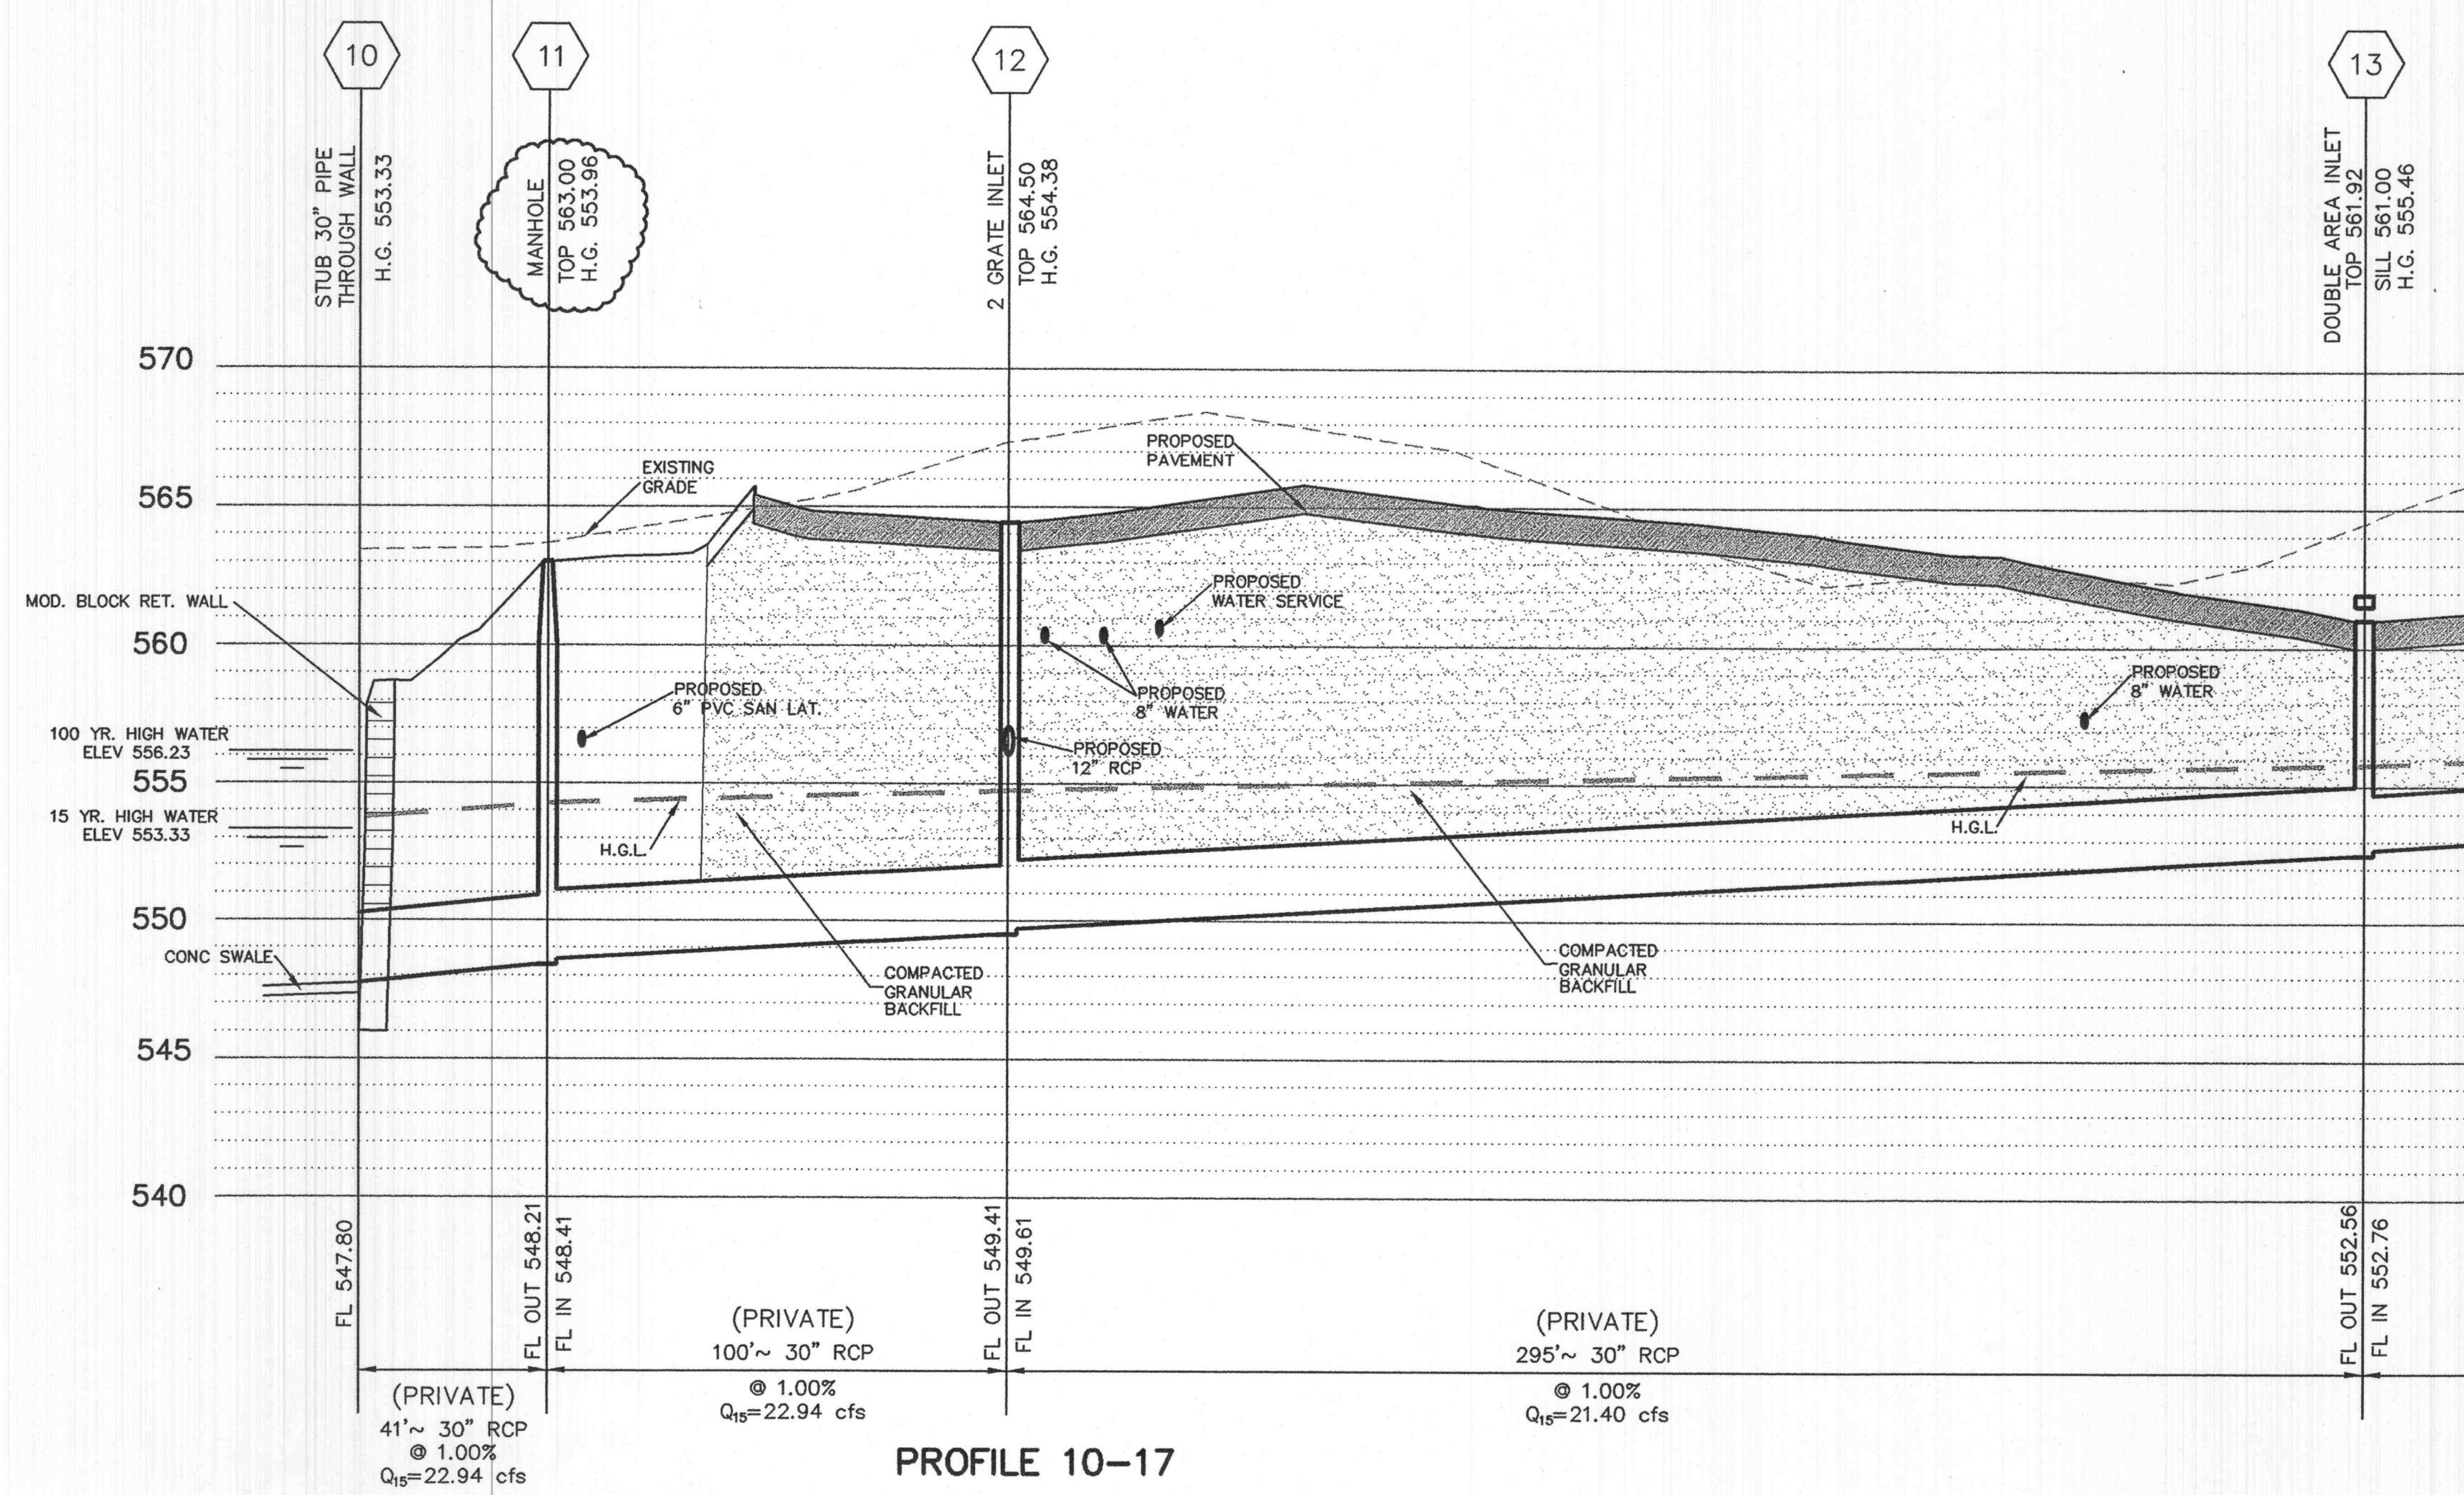 10
11
12
13
STUB 30" PIPE
THROUGH WALL
H.G. 553.33
MANHOLE
TOP 563.00
H.G. 553.96
2 GRATE INLET
TOP 564.50
H.G. 554.38
DOUBLE AREA INLET
TOP 561.92
SILL 561.00
H.G. 555.46
570
565
560
555
550
545
540
EXISTING
GRADE
PROPOSED
PAVEMENT
MOD. BLOCK RET. WALL
PROPOSED
WATER SERVICE
PROPOSED
6" PVC SAN LAT.
PROPOSED
8" WATER
PROPOSED
8" WATER
100 YR. HIGH WATER
ELEV 556.23
PROPOSED
12" RCP
15 YR. HIGH WATER
ELEV 553.33
H.G.L.
H.G.L.
CONC SWALE
COMPACTED
GRANULAR
BACKFILL
COMPACTED
GRANULAR
BACKFILL
FL 547.80
FL OUT 548.21
FL IN 548.41
FL OUT 549.41
FL IN 549.61
FL OUT 552.56
FL IN 552.76
(PRIVATE)
41'~ 30" RCP
@ 1.00%
Q15=22.94 cfs
(PRIVATE)
100'~ 30" RCP
@ 1.00%
Q15=22.94 cfs
(PRIVATE)
295'~ 30" RCP
@ 1.00%
Q15=21.40 cfs
PROFILE 10-17